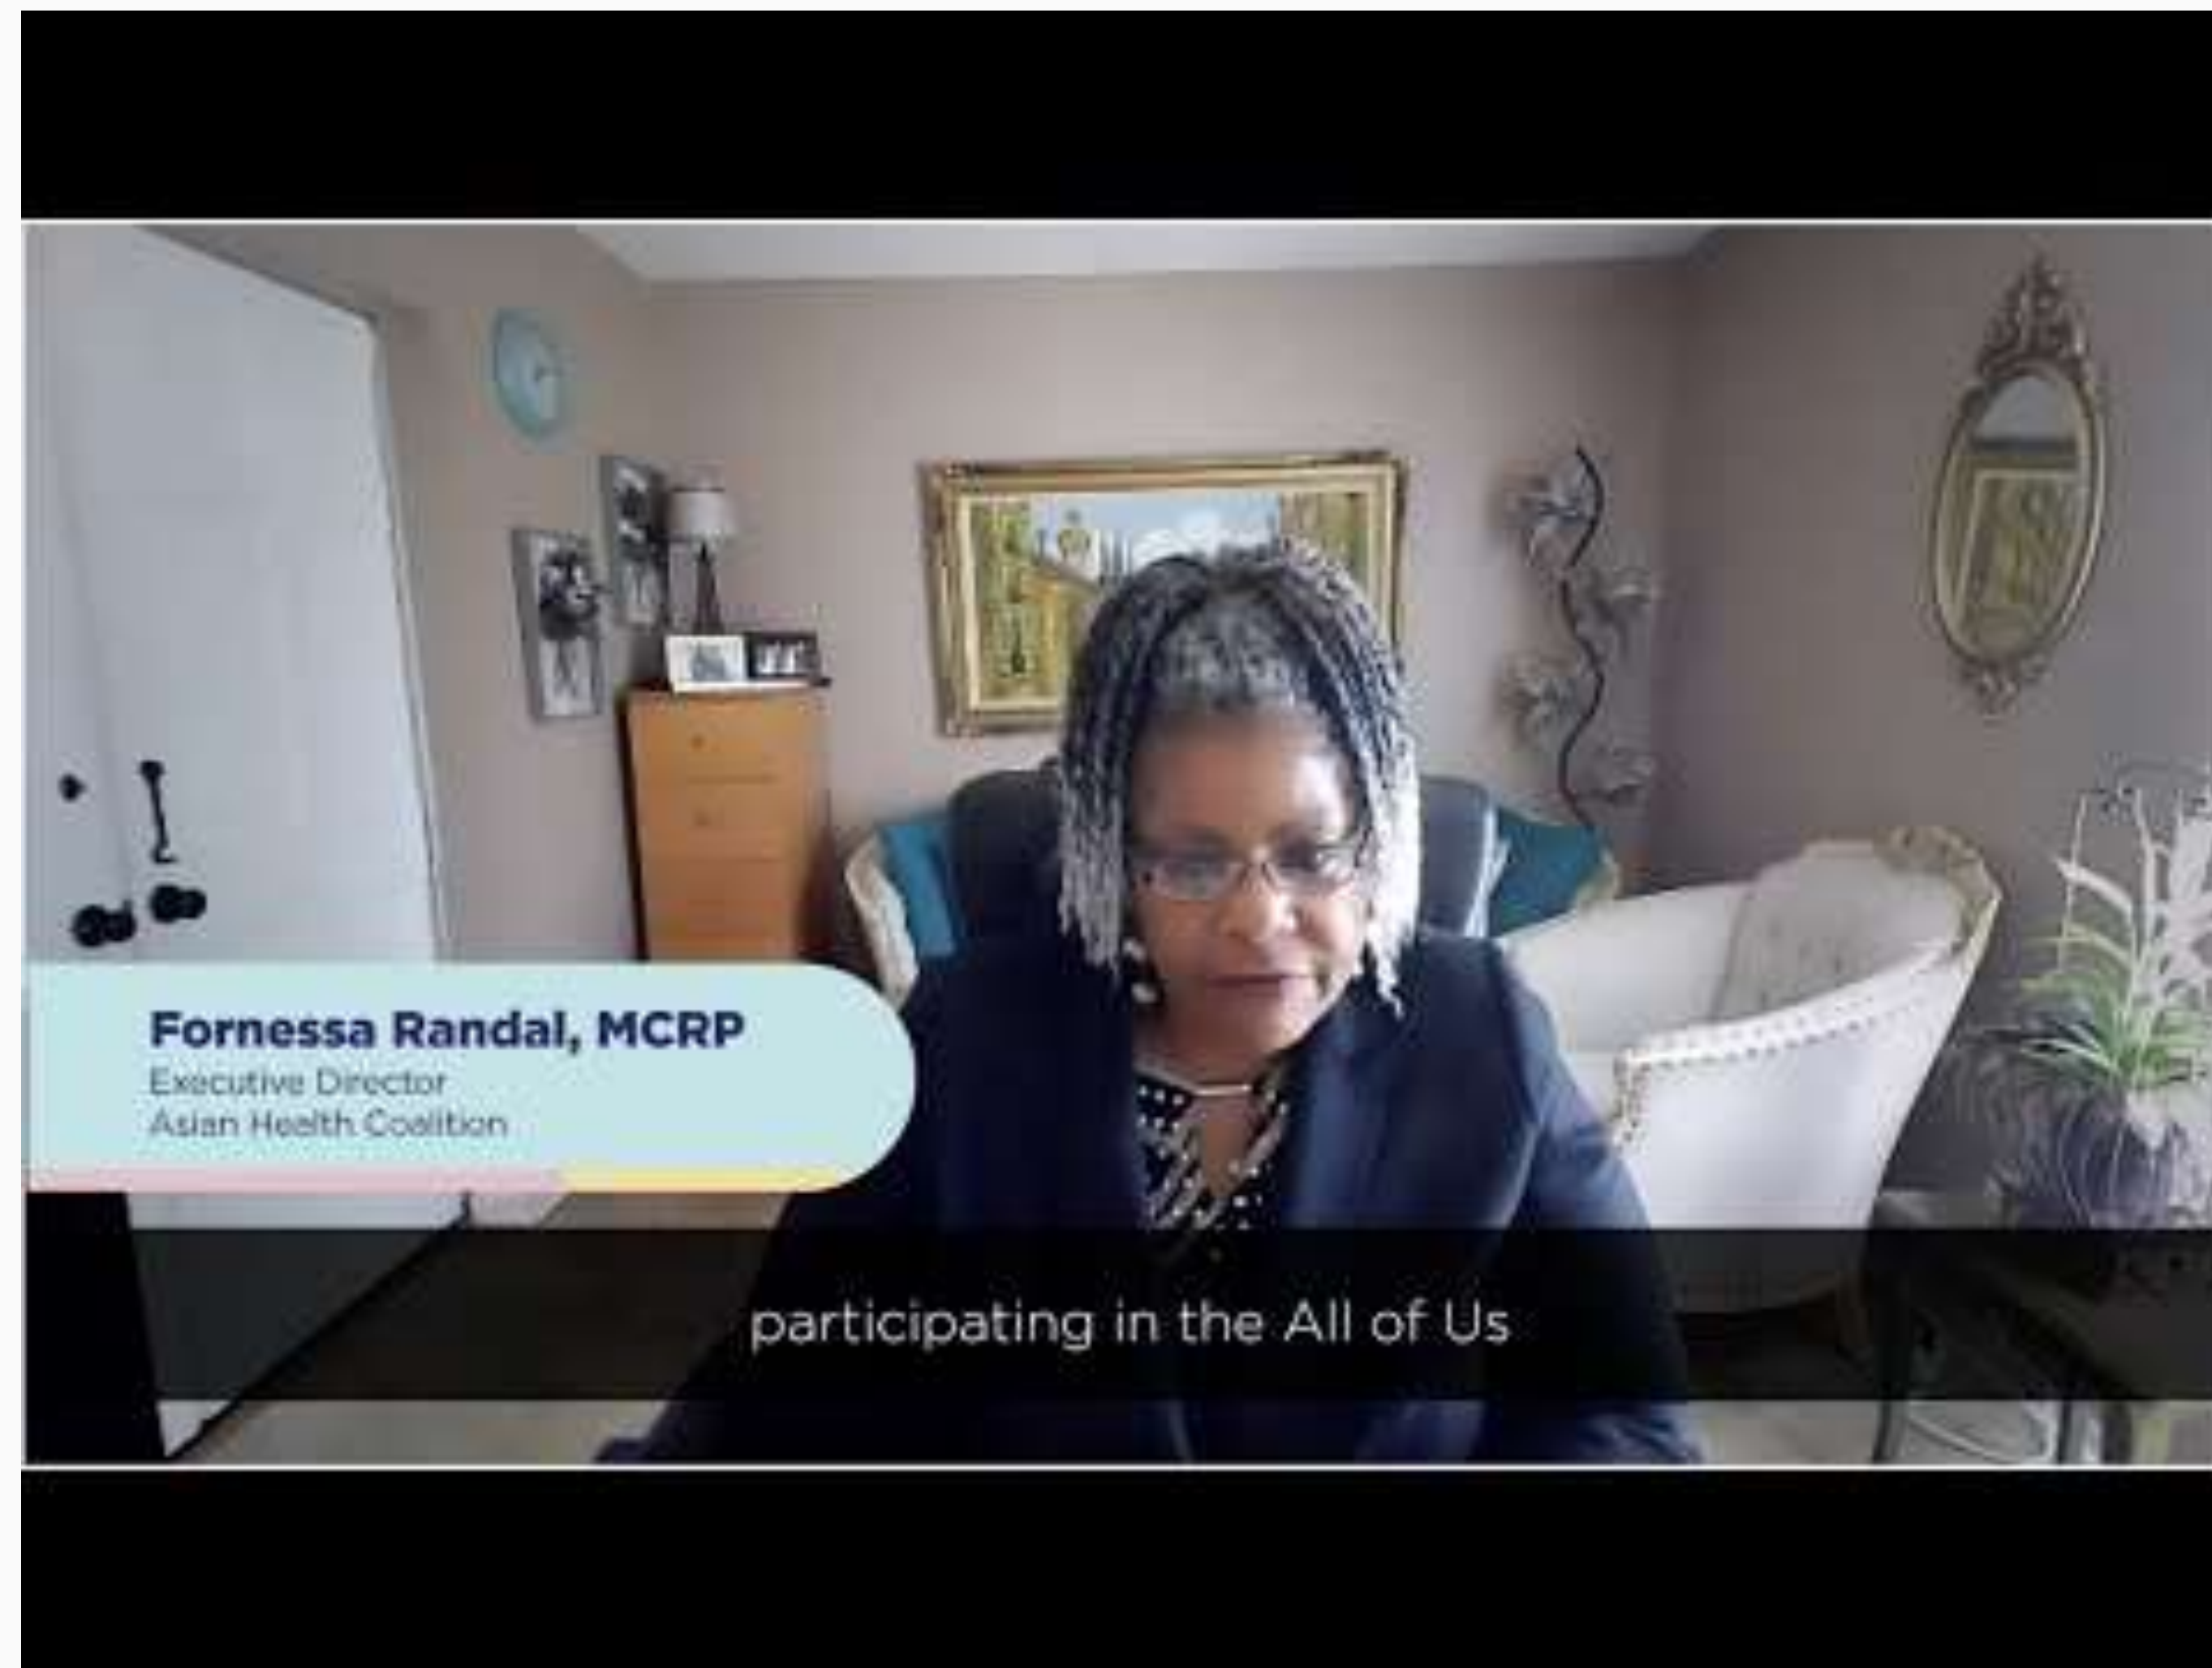 Fornessa Randal, MCRP
Executive Director
Asian Health Coalition
participating in the All of Us